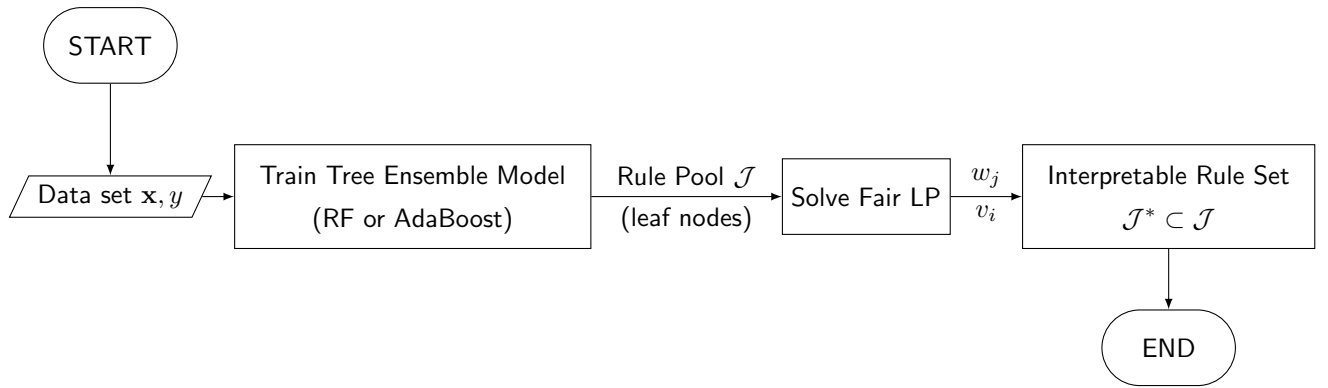 START
Data set x, y
Train Tree Ensemble Model
(RF or AdaBoost)
Rule Pool 𝒥
(leaf nodes)
Solve Fair LP
w_j
v_i
Interpretable Rule Set
𝒥* ⊂ 𝒥
END